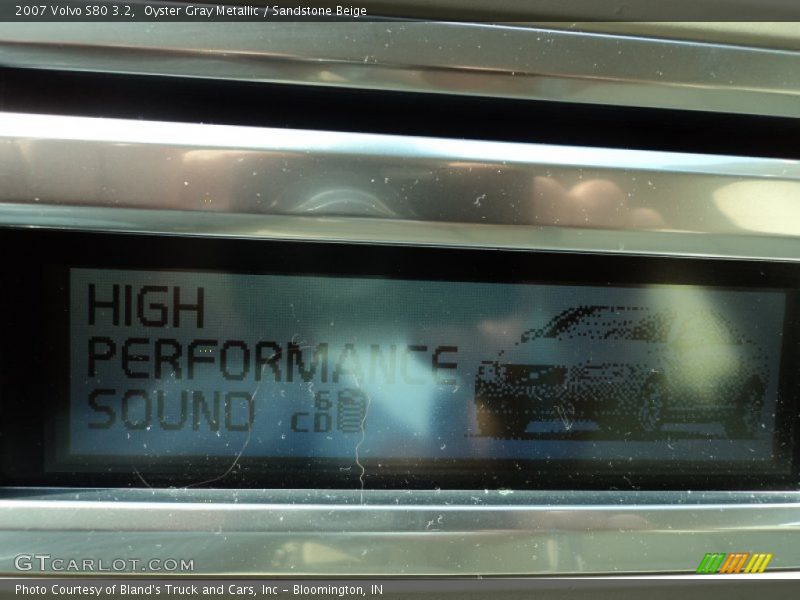 2007 Volvo S80 3.2,  Oyster Gray Metallic / Sandstone Beige
HIGH
PERFORMANCE
SOUND
6
CD
GTCARLOT.COM
Photo Courtesy of Bland's Truck and Cars, Inc - Bloomington, IN